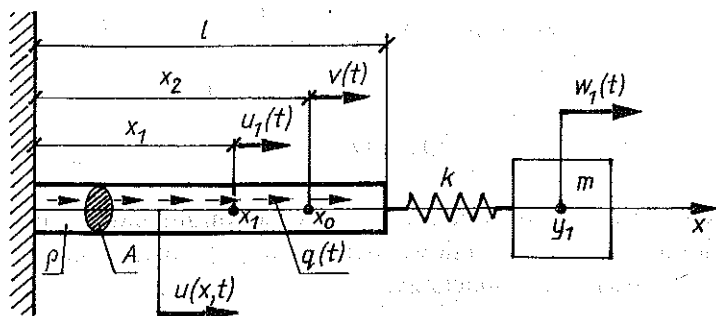 l
x₂
v(t)
w₁(t)
x₁
u₁(t)
k
m
x₁
x₀
y₁
x
ρ
A
q(t)
u(x,t)